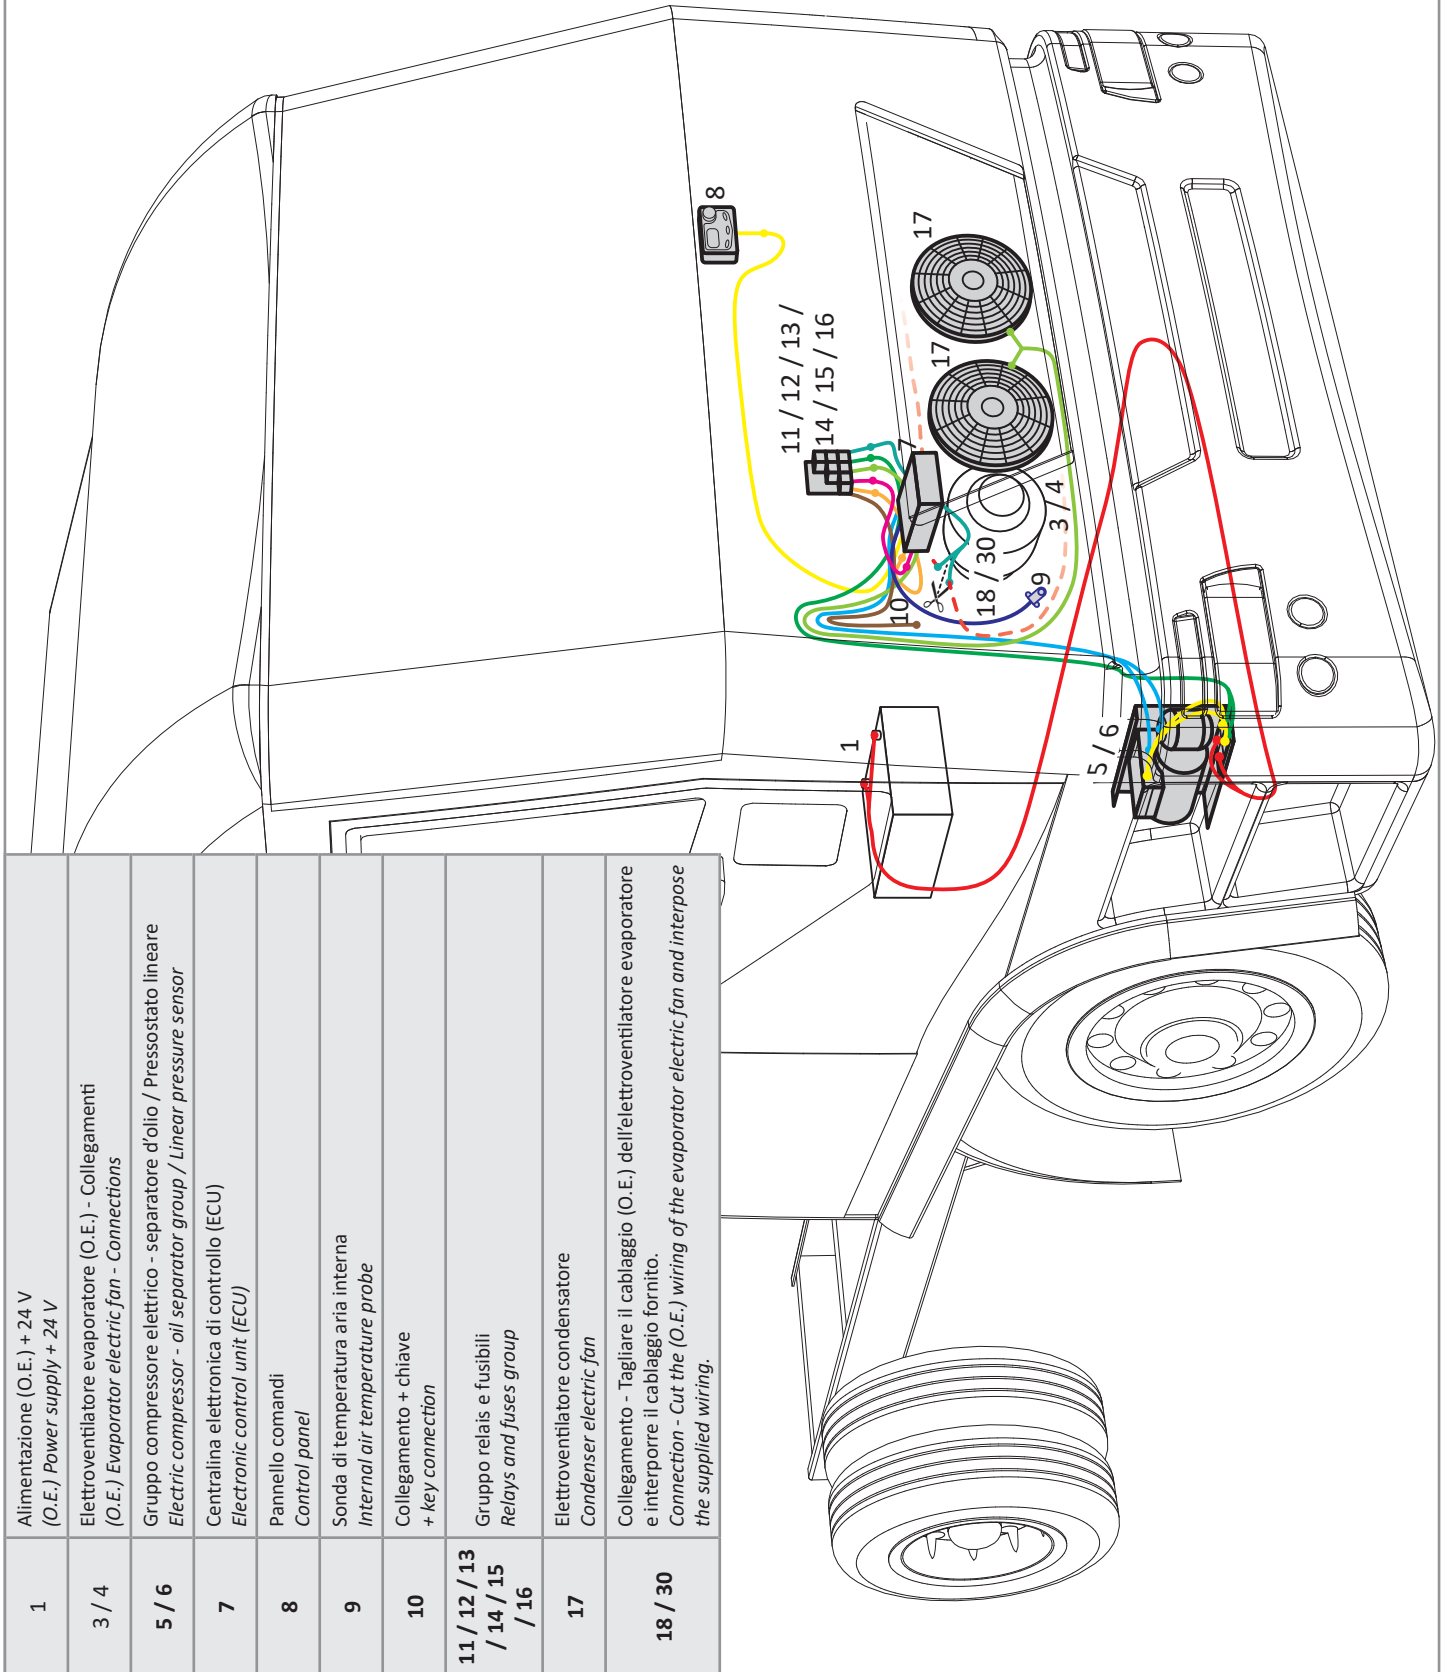 1
Alimentazione (O.E.) + 24 V
(O.E.) Power supply + 24 V
3 / 4
Elettroventilatore evaporatore (O.E.) - Collegamenti
(O.E.) Evaporator electric fan - Connections
5 / 6
Gruppo compressore elettrico - separatore d'olio / Pressostato lineare
Electric compressor - oil separator group / Linear pressure sensor
7
Centralina elettronica di controllo (ECU)
Electronic control unit (ECU)
8
Pannello comandi
Control panel
9
Sonda di temperatura aria interna
Internal air temperature probe
10
Collegamento + chiave
+ key connection
11 / 12 / 13
/ 14 / 15
/ 16
Gruppo relais e fusibili
Relays and fuses group
17
Elettroventilatore condensatore
Condenser electric fan
18 / 30
Collegamento - Tagliare il cablaggio (O.E.) dell'elettroventilatore evaporatore
e interporre il cablaggio fornito.
Connection - Cut the (O.E.) wiring of the evaporator electric fan and interpose
the supplied wiring.
8
11 / 12 / 13 /
14 / 15 / 16
17
17
7
3 / 4
18 / 30
9
10
1
5 / 6